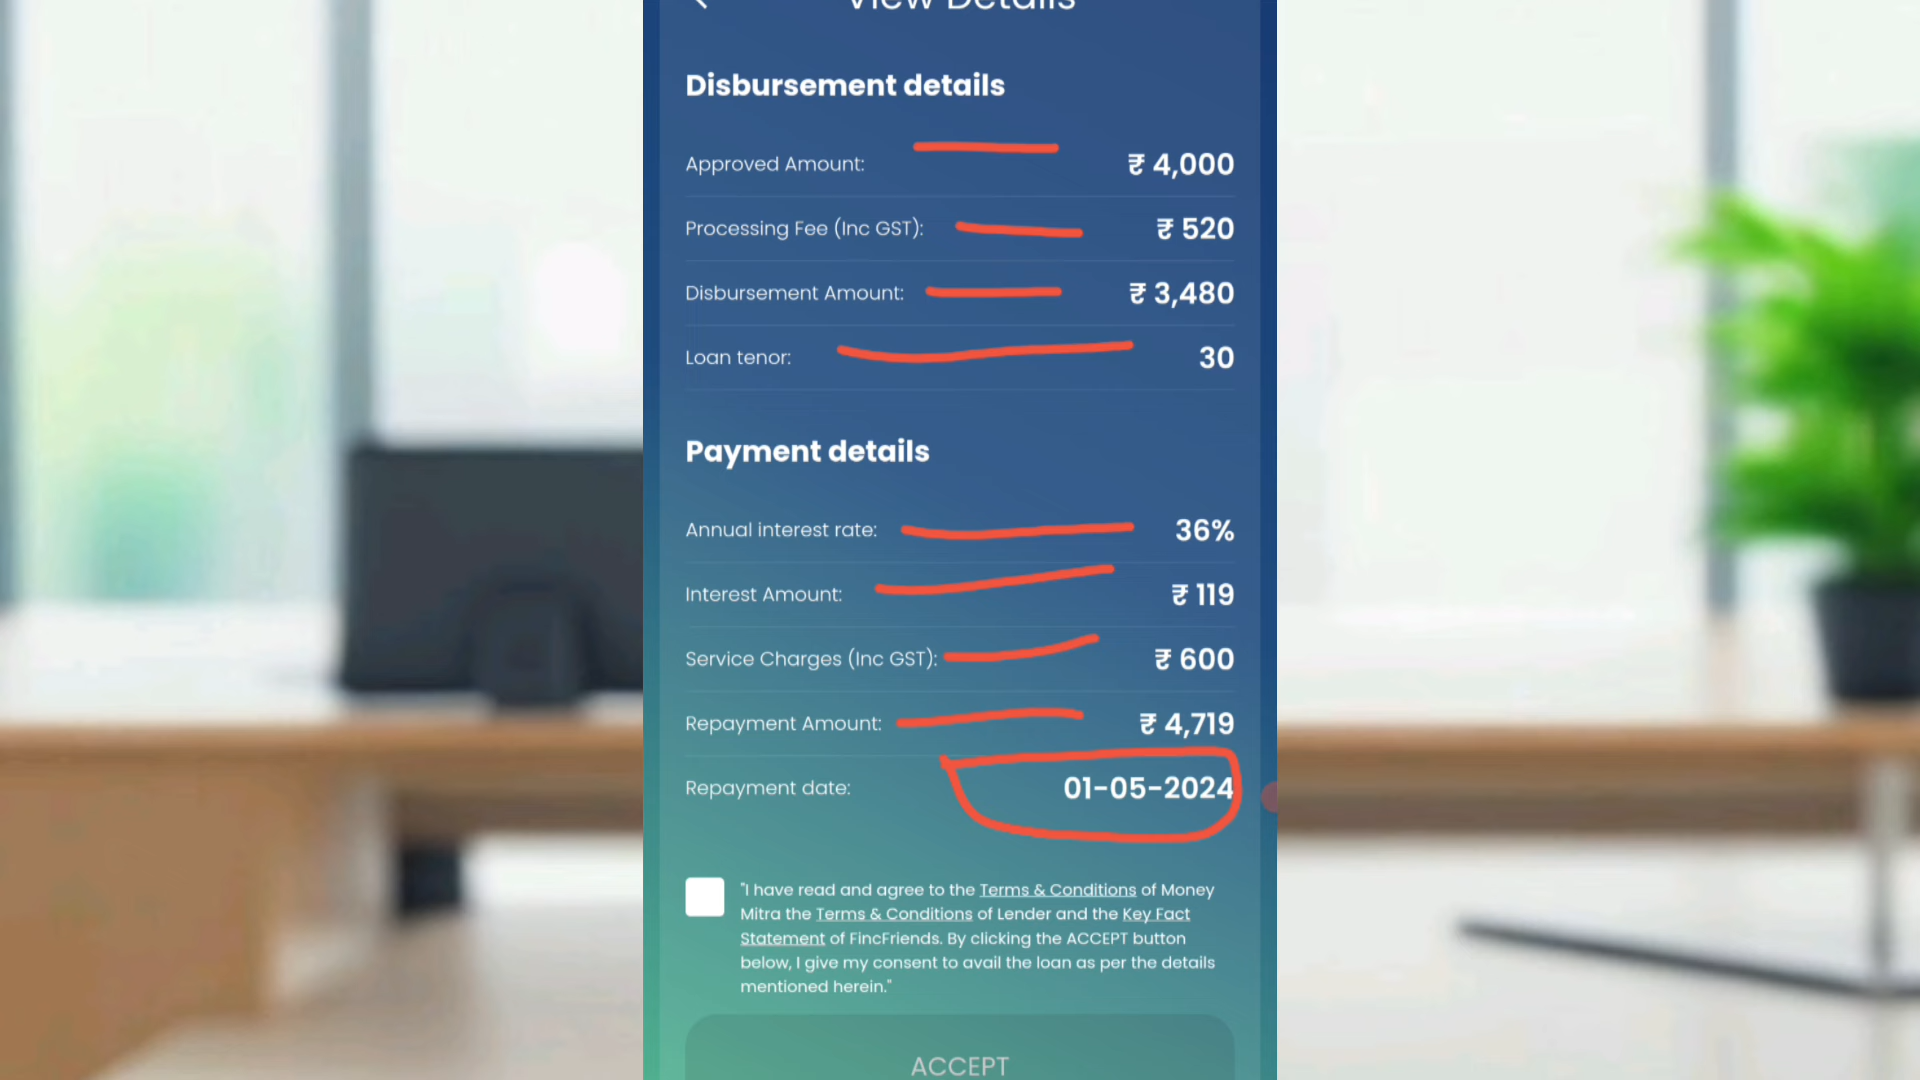 View Details
Disbursement details
Approved Amount: ₹ 4,000
Processing Fee (Inc GST): ₹ 520
Disbursement Amount: ₹ 3,480
Loan tenor: 30
Payment details
Annual interest rate: 36%
Interest Amount: ₹ 119
Service Charges (Inc GST): ₹ 600
Repayment Amount: ₹ 4,719
Repayment date: 01-05-2024
"I have read and agree to the Terms & Conditions of Money
Mitra the Terms & Conditions of Lender and the Key Fact
Statement of FincFriends. By clicking the ACCEPT button
below, I give my consent to avail the loan as per the details
mentioned herein."
ACCEPT